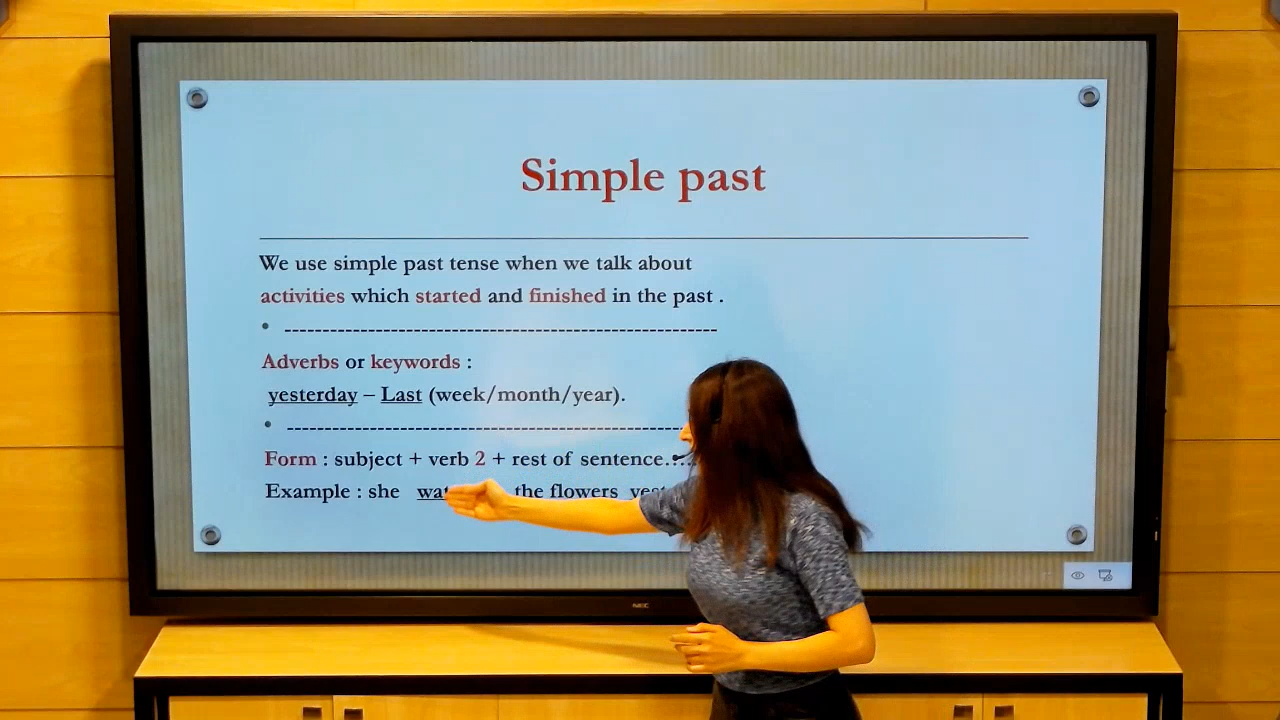 Simple past
We use simple past tense when we talk about
activities which started and finished in the past .
• ---------------------------------------------------------
Adverbs or keywords :
yesterday – Last (week/month/year).
• ----------------------------------------------------
Form : subject + verb 2 + rest of sentence.....
Example : she the flowers
NEC